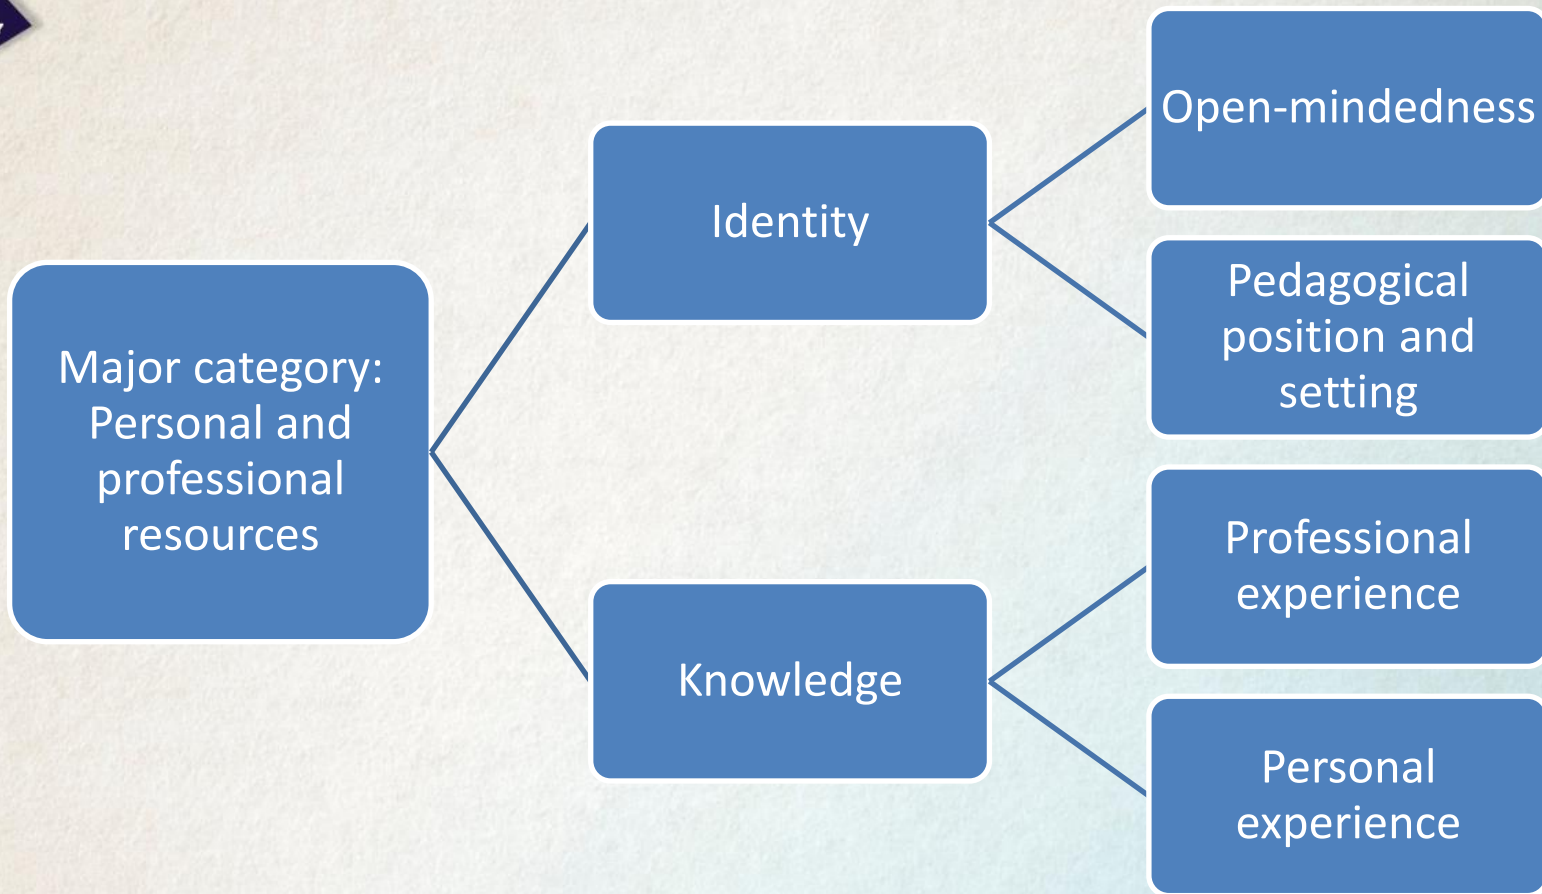 Major category:
Personal and
professional
resources
Identity
Knowledge
Open-mindedness
Pedagogical
position and
setting
Professional
experience
Personal
experience